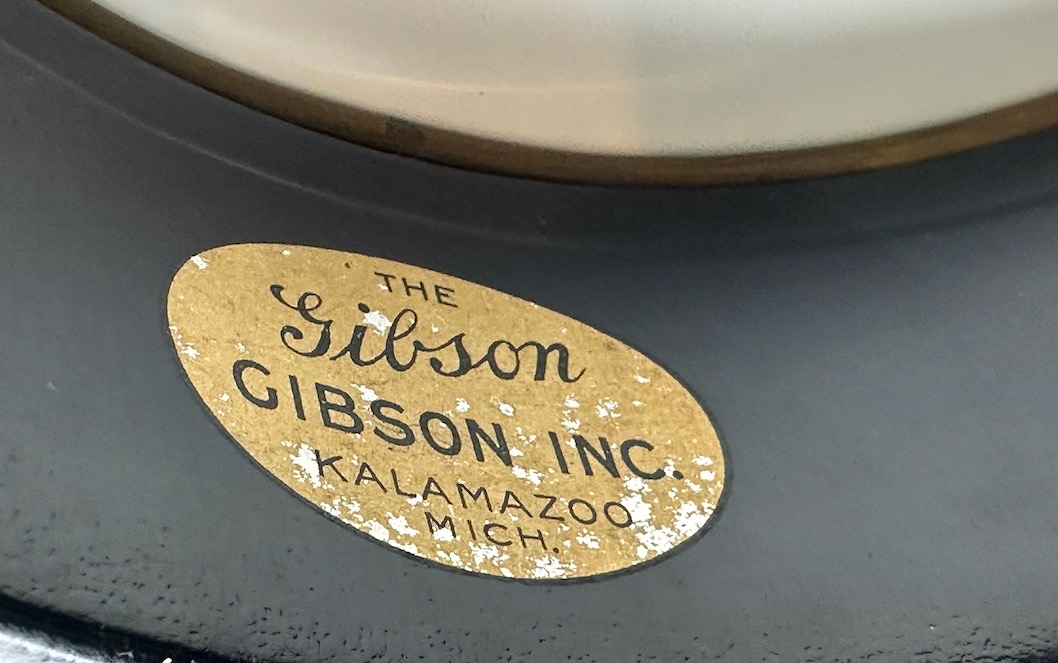 THE
Gibson
GIBSON INC.
KALAMAZOO
MICH.